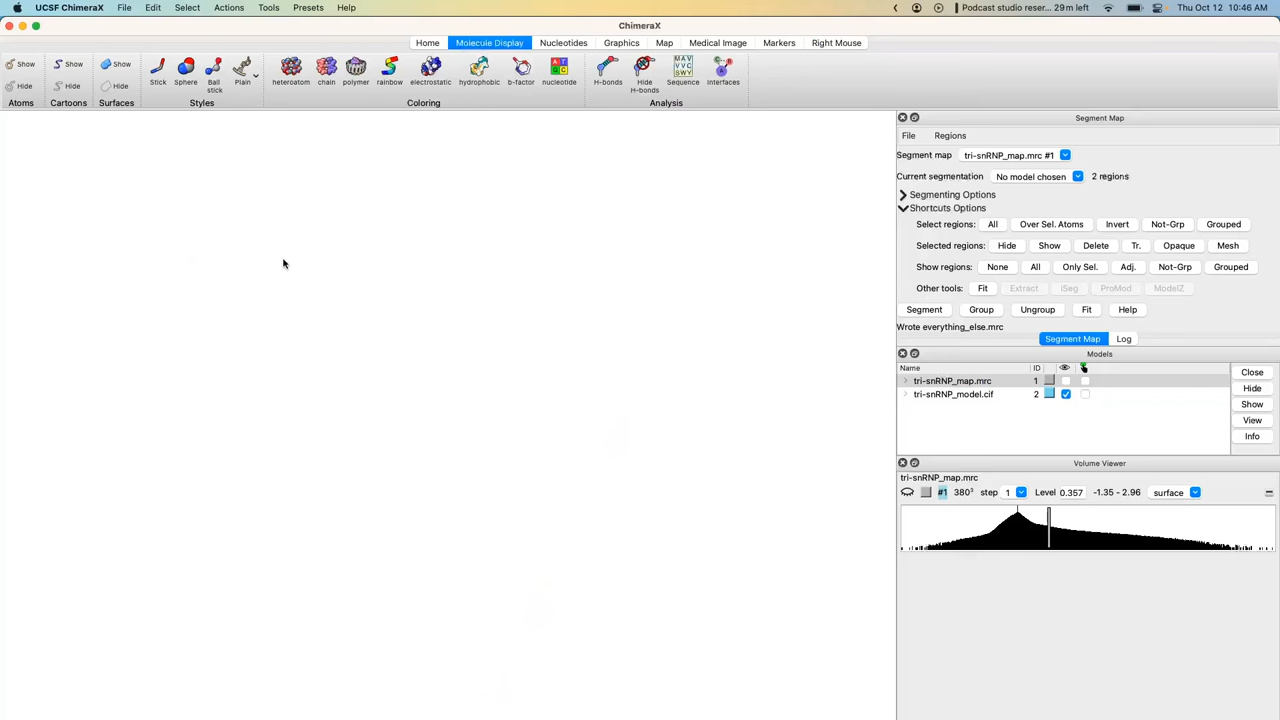 UCSF ChimeraX File Edit Select Actions Tools Presets Help Podcast studio reser... 29 m left Thu Oct 12 10:46 AM
ChimeraX
Home Molecule Display Nucleotides Graphics Map Medical Image Markers Right Mouse
Show Show Show
Hide Hide Hide
Stick Sphere Ball stick Plain heteroatom chain polymer rainbow electrostatic hydrophobic b-factor nucleotide H-bonds Hide H-bonds Sequence Interfaces
Atoms Cartoons Surfaces Styles Coloring Analysis
Segment Map
File Regions
Segment map tri-snRNP_map.mrc #1
Current segmentation No model chosen 2 regions
Segmenting Options
Shortcuts Options
Select regions: All Over Sel. Atoms Invert Not-Grp Grouped
Selected regions: Hide Show Delete Tr. Opaque Mesh
Show regions: None All Only Sel. Adj. Not-Grp Grouped
Other tools: Fit Extract iSeg ProMod ModelZ
Segment Group Ungroup Fit Help
Wrote everything_else.mrc
Segment Map Log
Models
Name ID
tri-snRNP_map.mrc 1
tri-snRNP_model.cif 2
Close
Hide
Show
View
Info
Volume Viewer
tri-snRNP_map.mrc
#1 380³ step 1 Level 0.357 -1.35 - 2.96 surface